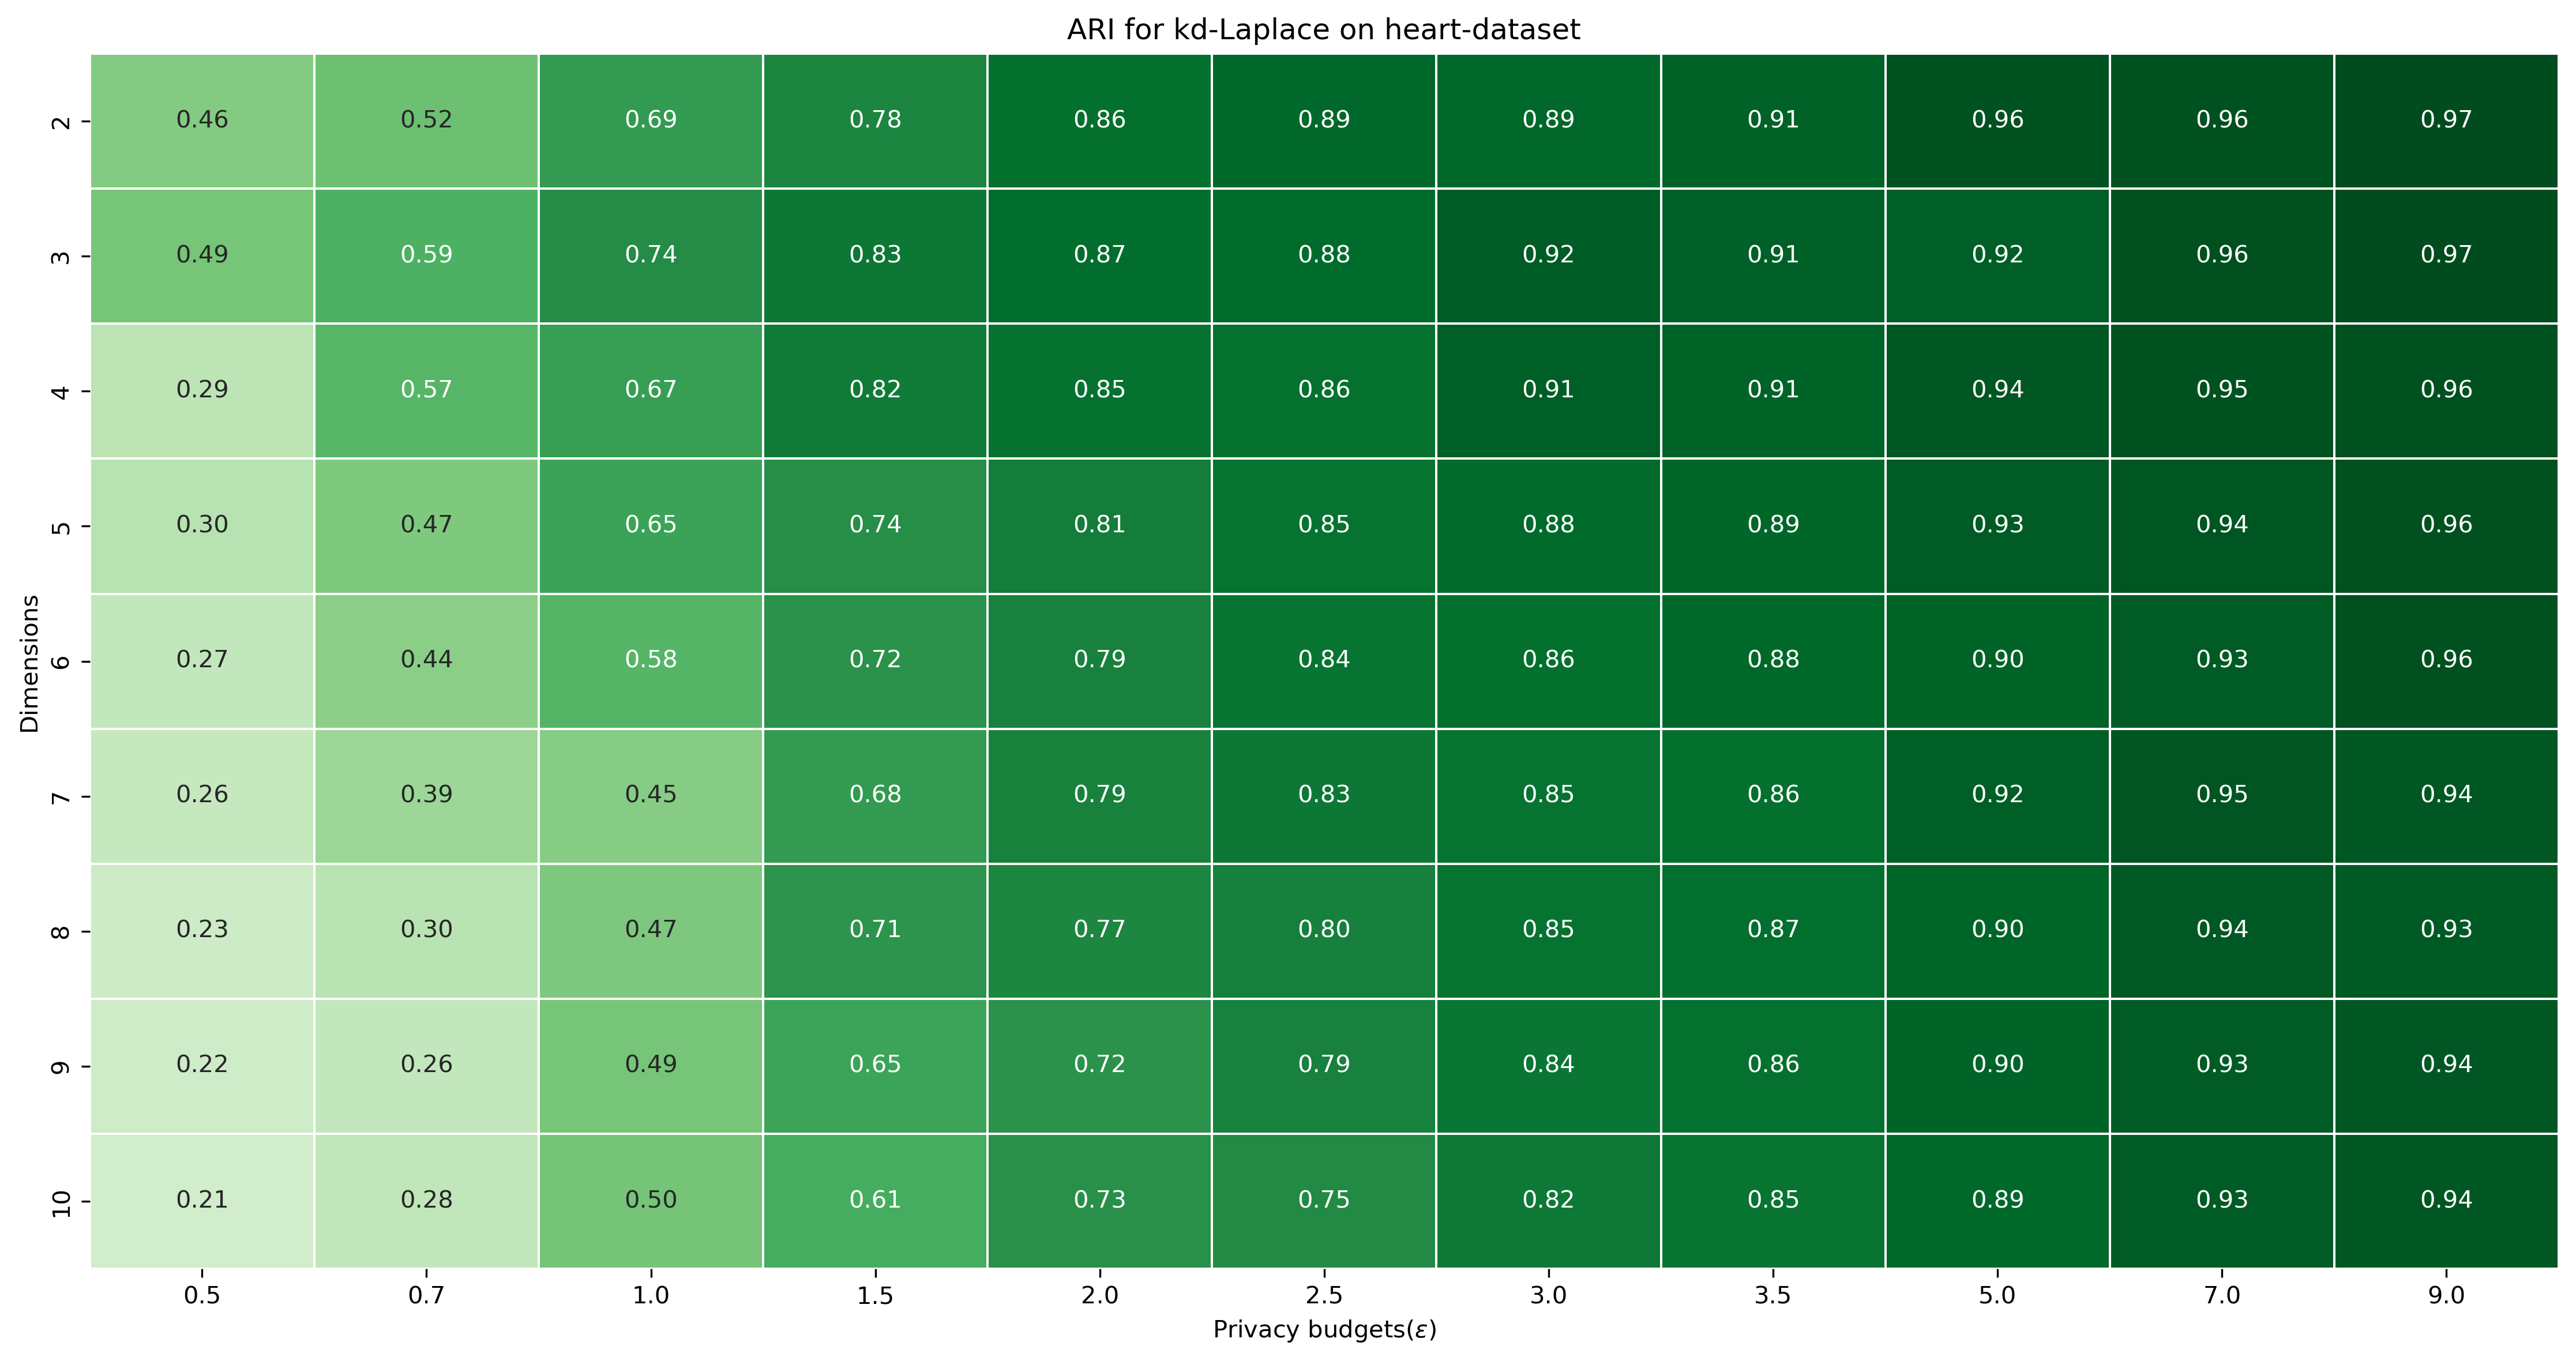 ARI for kd-Laplace on heart-dataset
2 0.46 0.52 0.69 0.78 0.86 0.89 0.89 0.91 0.96 0.96 0.97
3 0.49 0.59 0.74 0.83 0.87 0.88 0.92 0.91 0.92 0.96 0.97
4 0.29 0.57 0.67 0.82 0.85 0.86 0.91 0.91 0.94 0.95 0.96
5 0.30 0.47 0.65 0.74 0.81 0.85 0.88 0.89 0.93 0.94 0.96
Dimensions
6 0.27 0.44 0.58 0.72 0.79 0.84 0.86 0.88 0.90 0.93 0.96
7 0.26 0.39 0.45 0.68 0.79 0.83 0.85 0.86 0.92 0.95 0.94
8 0.23 0.30 0.47 0.71 0.77 0.80 0.85 0.87 0.90 0.94 0.93
9 0.22 0.26 0.49 0.65 0.72 0.79 0.84 0.86 0.90 0.93 0.94
10 0.21 0.28 0.50 0.61 0.73 0.75 0.82 0.85 0.89 0.93 0.94
0.5 0.7 1.0 1.5 2.0 2.5 3.0 3.5 5.0 7.0 9.0
Privacy budgets(ε)